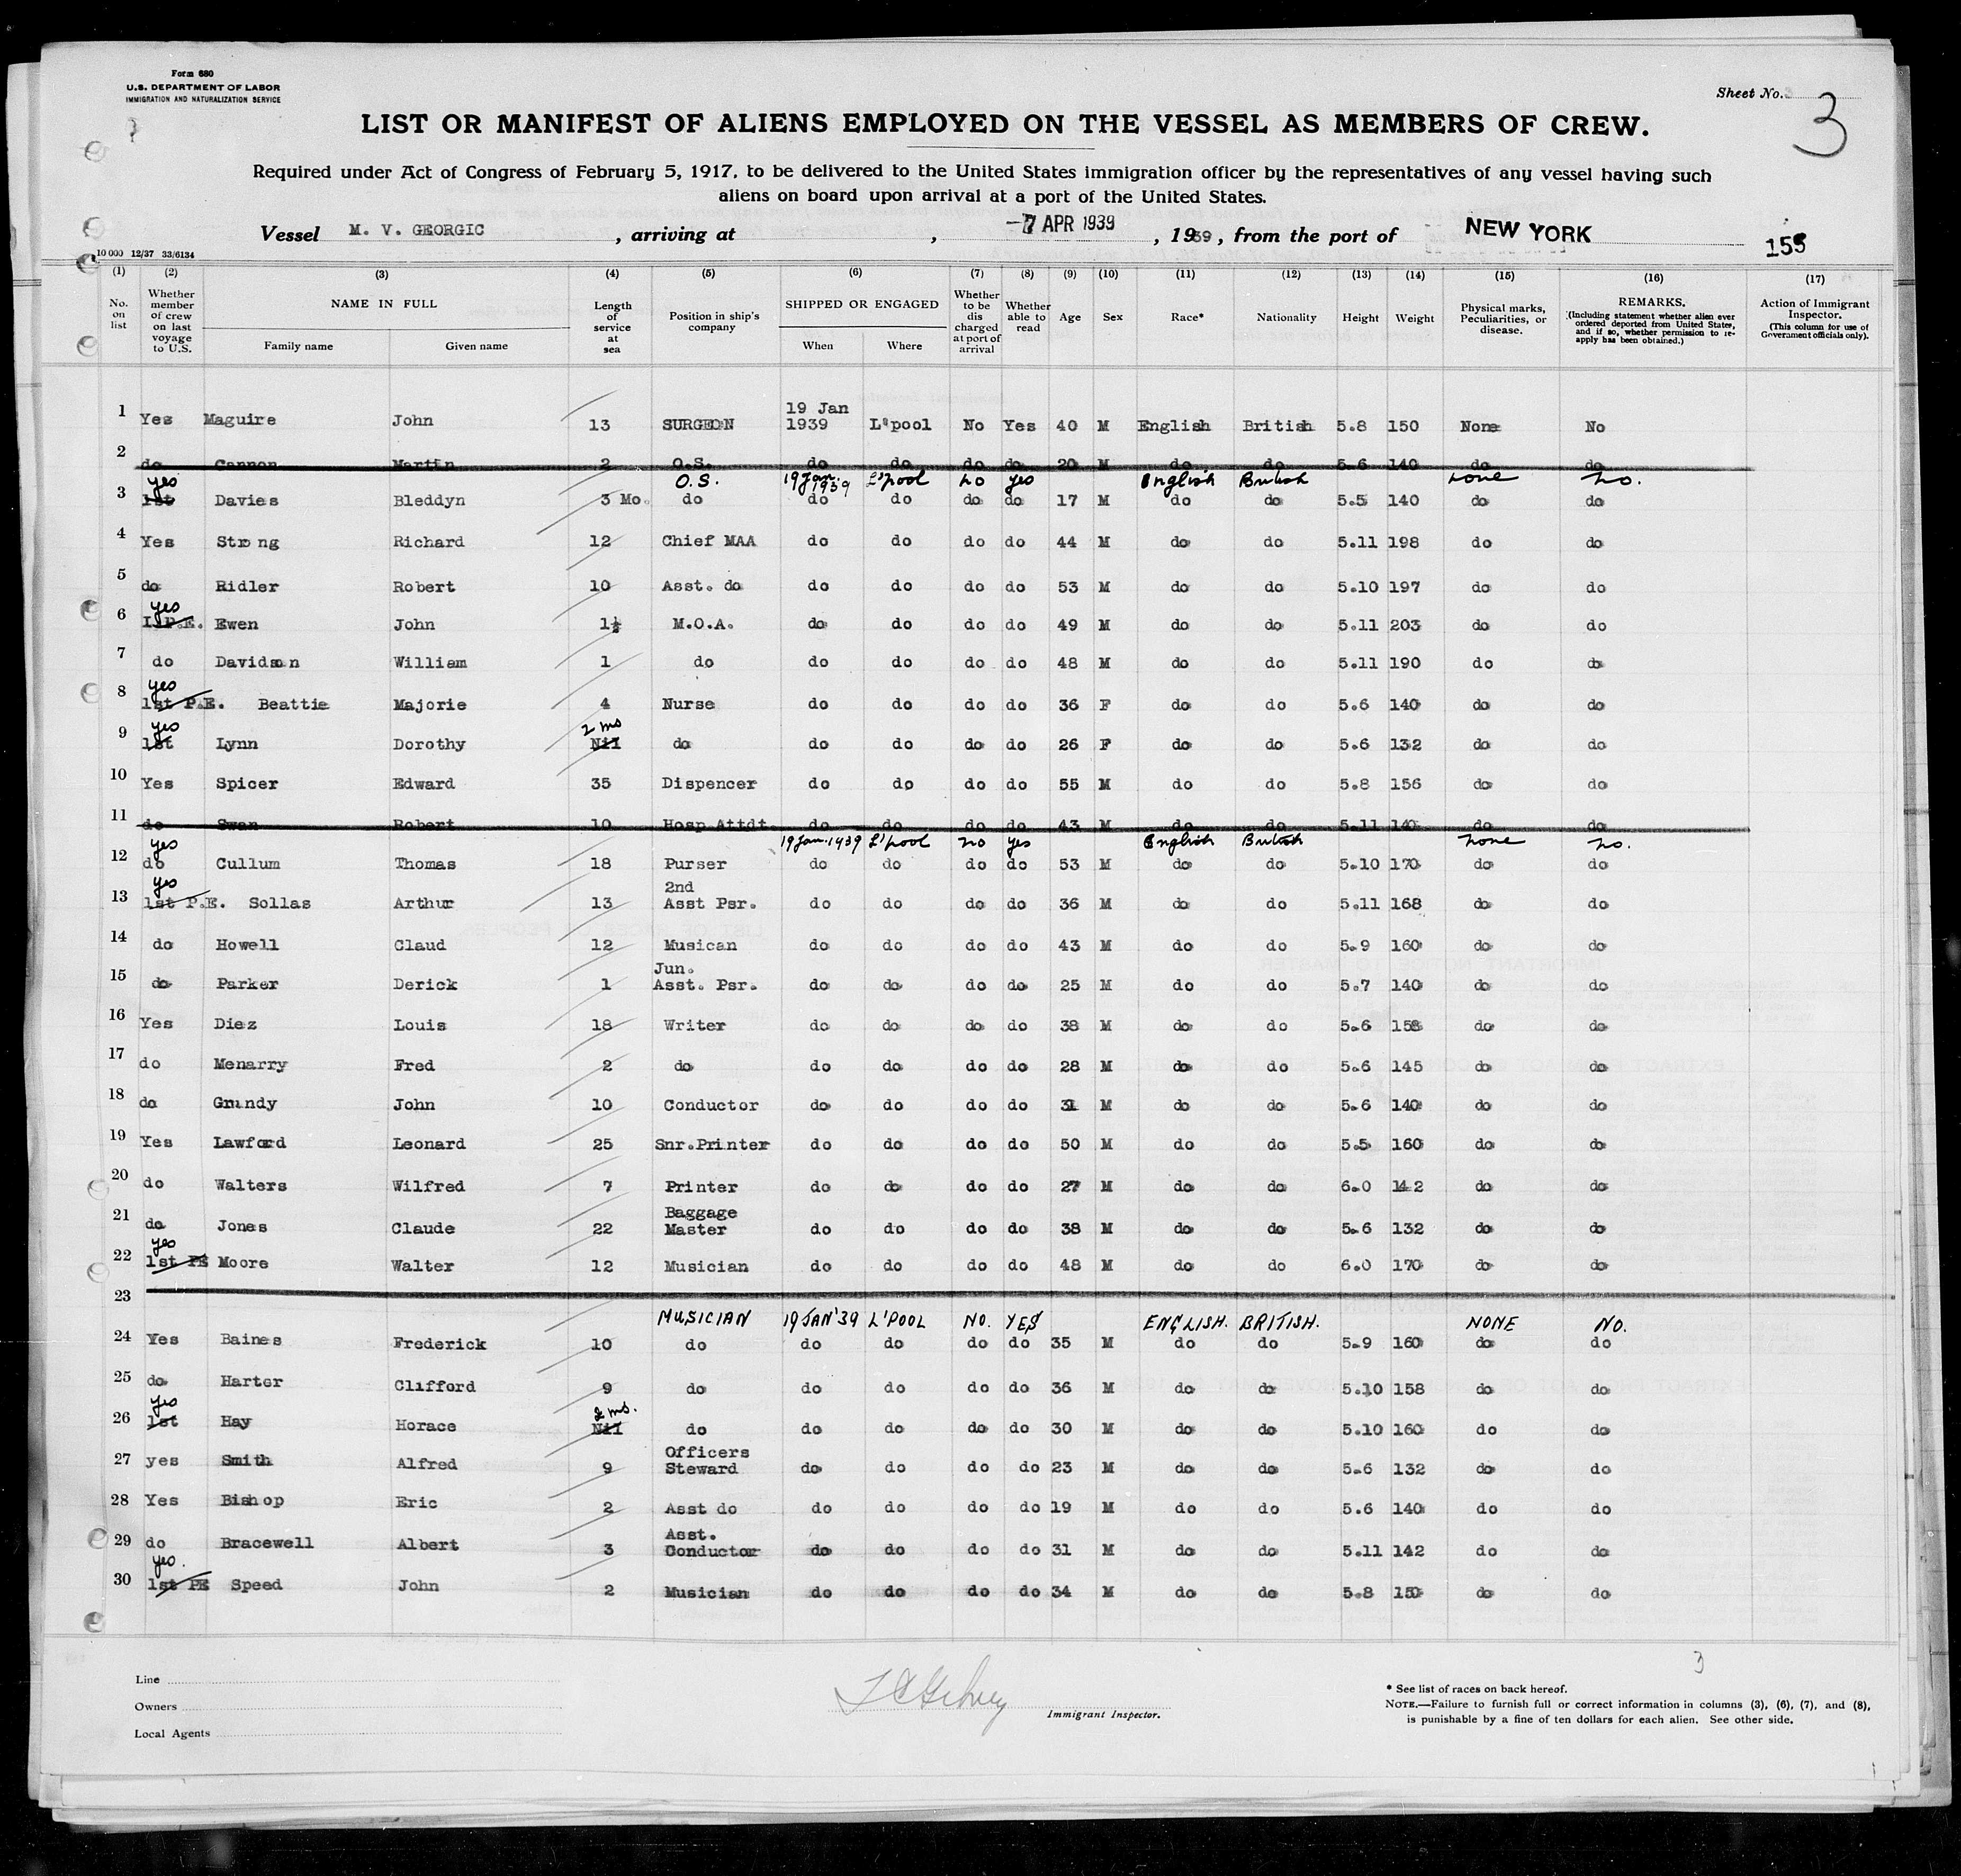 Form 680
U.S. DEPARTMENT OF LABOR
IMMIGRATION AND NATURALIZATION SERVICE
Sheet No.
3
LIST OR MANIFEST OF ALIENS EMPLOYED ON THE VESSEL AS MEMBERS OF CREW.
Required under Act of Congress of February 5, 1917, to be delivered to the United States immigration officer by the representatives of any vessel having such
aliens on board upon arrival at a port of the United States.
Vessel M. V. GEORGIC, arriving at , -7 APR 1939, 1939, from the port of NEW YORK
155
10 000 12/37 33/6134
(1) (2) (3) (4) (5) (6) (7) (8) (9) (10) (11) (12) (13) (14) (15) (16) (17)
No. on list | Whether member of crew on last voyage to U.S. | NAME IN FULL Family name Given name | Length of service at sea | Position in ship's company | SHIPPED OR ENGAGED When Where | Whether to be dis charged at port of arrival | Whether able to read | Age | Sex | Race* | Nationality | Height | Weight | Physical marks, Peculiarities, or disease. | REMARKS. (Including statement whether alien ever ordered deported from United States, and if so, whether permission to re-apply has been obtained.) | Action of Immigrant Inspector. (This column for use of Government officials only).
1 Yes Maguire John 13 SURGEON 19 Jan 1939 L'pool No Yes 40 M English British 5.8 150 None No
2 do Cannon Martin 2 O.S. do do do do 20 M do do 5.6 140 do do
yes O.S. 19 Jan. 1939 L'pool no yes English British none no.
3 1st Davies Bleddyn 3 Mo. do do do do do 17 M do do 5.5 140 do do
4 Yes Strong Richard 12 Chief MAA do do do do 44 M do do 5.11 198 do do
5 do Ridler Robert 10 Asst. do do do do do 53 M do do 5.10 197 do do
yes
6 1.P.E. Ewen John 1½ M.O.A. do do do do 49 M do do 5.11 203 do do
7 do Davidson William 1 do do do do do 48 M do do 5.11 190 do do
yes
8 1st P.E. Beattie Majorie 4 Nurse do do do do 36 F do do 5.6 140 do do
yes 2 ms
9 1st Lynn Dorothy Nil do do do do do 26 F do do 5.6 132 do do
10 Yes Spicer Edward 35 Dispencer do do do do 55 M do do 5.8 156 do do
11 do Swan Robert 10 Hosp Attdt. do do do do 43 M do do 5.11 140 do do
yes 19 Jan. 1939 L'pool no yes English British none no.
12 do Cullum Thomas 18 Purser do do do do 53 M do do 5.10 170 do do
yes
13 1st P.E. Sollas Arthur 13 2nd Asst Psr. do do do do 36 M do do 5.11 168 do do
14 do Howell Claud 12 Musican do do do do 43 M do do 5.9 160 do do
15 do Parker Derick 1 Jun. Asst. Psr. do do do do 25 M do do 5.7 140 do do
16 Yes Diez Louis 18 Writer do do do do 38 M do do 5.6 158 do do
17 do Menarry Fred 2 do do do do do 28 M do do 5.6 145 do do
18 do Grundy John 10 Conductor do do do do 31 M do do 5.6 140 do do
19 Yes Lawford Leonard 25 Snr.Printer do do do do 50 M do do 5.5 160 do do
20 do Walters Wilfred 7 Printer do do do do 27 M do do 6.0 142 do do
21 do Jones Claude 22 Baggage Master do do do do 38 M do do 5.6 132 do do
yes
22 1st PE Moore Walter 12 Musician do do do do 48 M do do 6.0 170 do do
23
MUSICIAN 19 JAN'39 L'POOL NO. YES ENGLISH. BRITISH. NONE NO.
24 Yes Baines Frederick 10 do do do do do 35 M do do 5.9 160 do do
25 do Harter Clifford 9 do do do do do 36 M do do 5.10 158 do do
yes 2 ms.
26 1st Hay Horace Nil do do do do do 30 M do do 5.10 160 do do
27 yes Smith Alfred 9 Officers Steward do do do do 23 M do do 5.6 132 do do
28 Yes Bishop Eric 2 Asst do do do do do 19 M do do 5.6 140 do do
29 do Bracewell Albert 3 Asst. Conductor do do do do 31 M do do 5.11 142 do do
yes.
30 1st PE Speed John 2 Musician do do do do 34 M do do 5.8 150 do do
3
Line
Owners
Local Agents
Immigrant Inspector.
* See list of races on back hereof.
NOTE.—Failure to furnish full or correct information in columns (3), (6), (7), and (8),
is punishable by a fine of ten dollars for each alien. See other side.